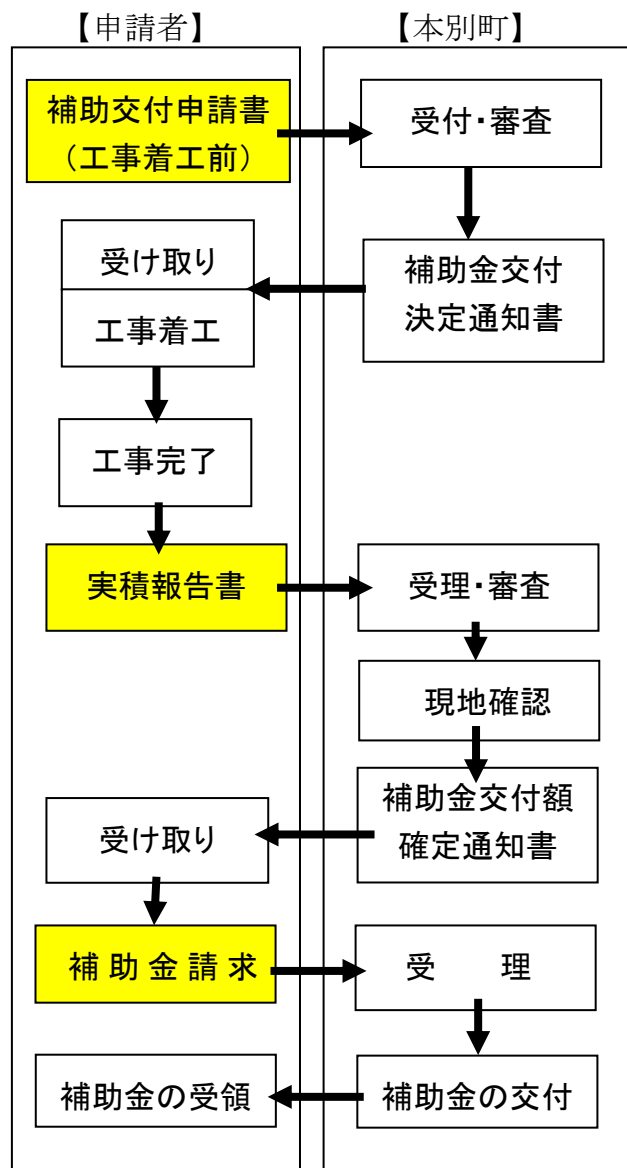 【申請者】
【本別町】
補助交付申請書
（工事着工前）
受付・審査
補助金交付
決定通知書
受け取り
工事着工
工事完了
実積報告書
受理・審査
現地確認
補助金交付額
確定通知書
受け取り
補助金請求
受　　理
補助金の交付
補助金の受領